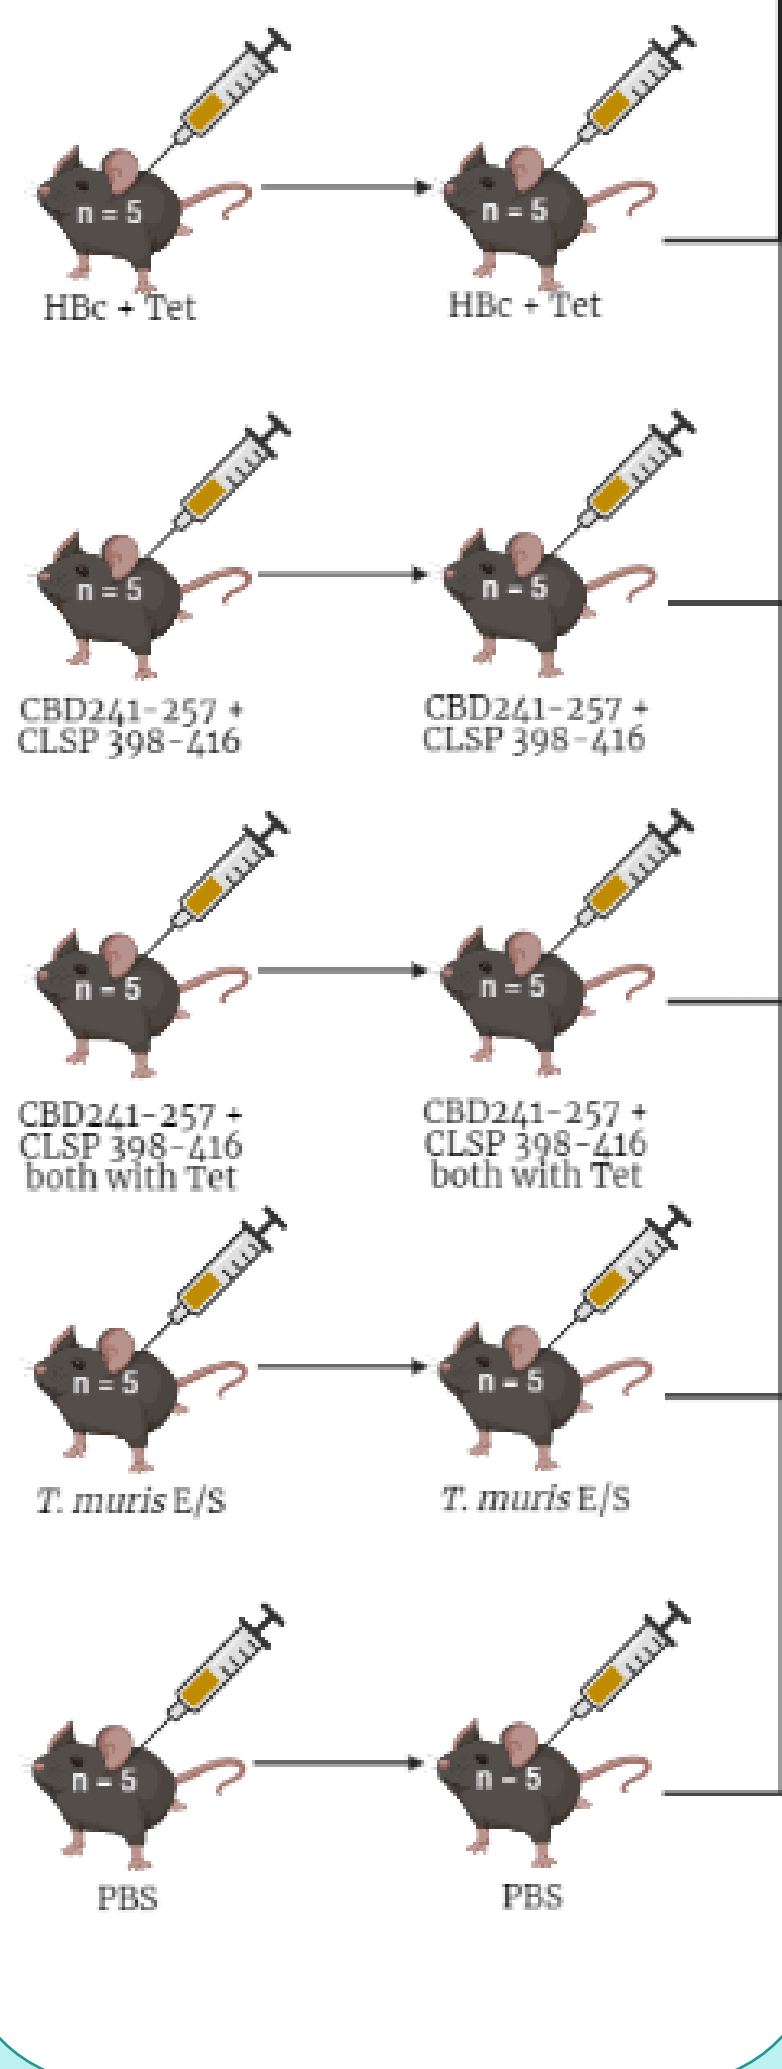 n = 5
n = 5
HBc + Tet
HBc + Tet
n = 5
n = 5
CBD241-257 +
CLSP 398-416
CBD241-257 +
CLSP 398-416
n = 5
n = 5
CBD241-257 +
CLSP 398-416
both with Tet
CBD241-257 +
CLSP 398-416
both with Tet
n = 5
n = 5
T. muris E/S
T. muris E/S
n = 5
n = 5
PBS
PBS